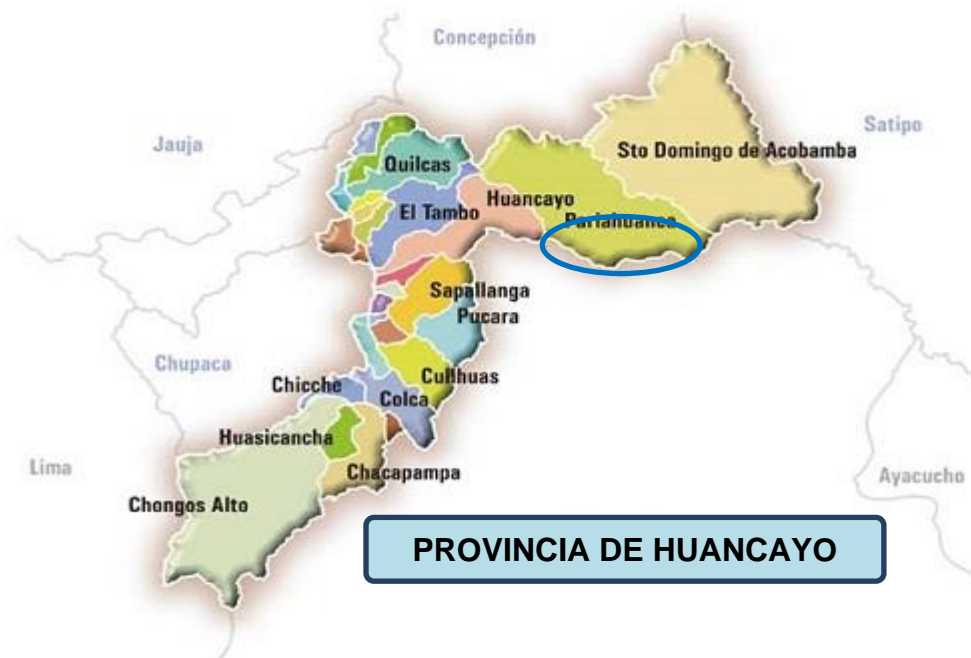 Concepción
Jauja
Satipo
Quilcas
Sto Domingo de Acobamba
Huancayo
El Tambo
Pariahuanca
Sapallanga
Pucara
Chupaca
Chicche
Cullhuas
Colca
Huasicancha
Lima
Chacapampa
Ayacucho
Chongos Alto
PROVINCIA DE HUANCAYO